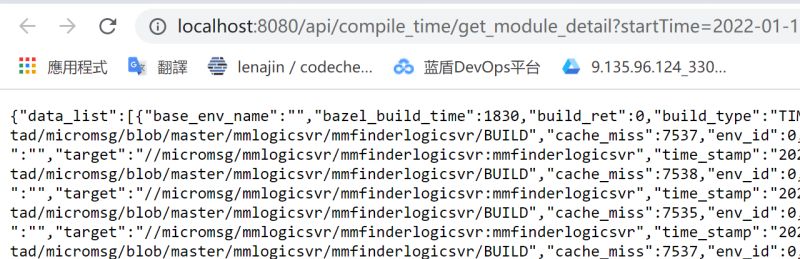 localhost:8080/api/compile_time/get_module_detail?startTime=2022-01-1
應用程式 翻譯 lenajin / codeche... 蓝盾DevOps平台 9.135.96.124_330...
{"data_list":[{"base_env_name":"","bazel_build_time":1830,"build_ret":0,"build_type":"TIM
tad/micromsg/blob/master/mmlogicsvr/mmfinderlogicsvr/BUILD","cache_miss":7537,"env_id":0,
":"","target":"//micromsg/mmfinderlogicsvr:mmfinderlogicsvr","time_stamp":"202
tad/micromsg/blob/master/mmlogicsvr/mmfinderlogicsvr/BUILD","cache_miss":7538,"env_id":0,
":"","target":"//micromsg/mmfinderlogicsvr:mmfinderlogicsvr","time_stamp":"202
tad/micromsg/blob/master/mmlogicsvr/mmfinderlogicsvr/BUILD","cache_miss":7535,"env_id":0,
":"","target":"//micromsg/mmfinderlogicsvr:mmfinderlogicsvr","time_stamp":"202
tad/micromsg/blob/master/mmlogicsvr/mmfinderlogicsvr/BUILD","cache_miss":7537,"env_id":0,